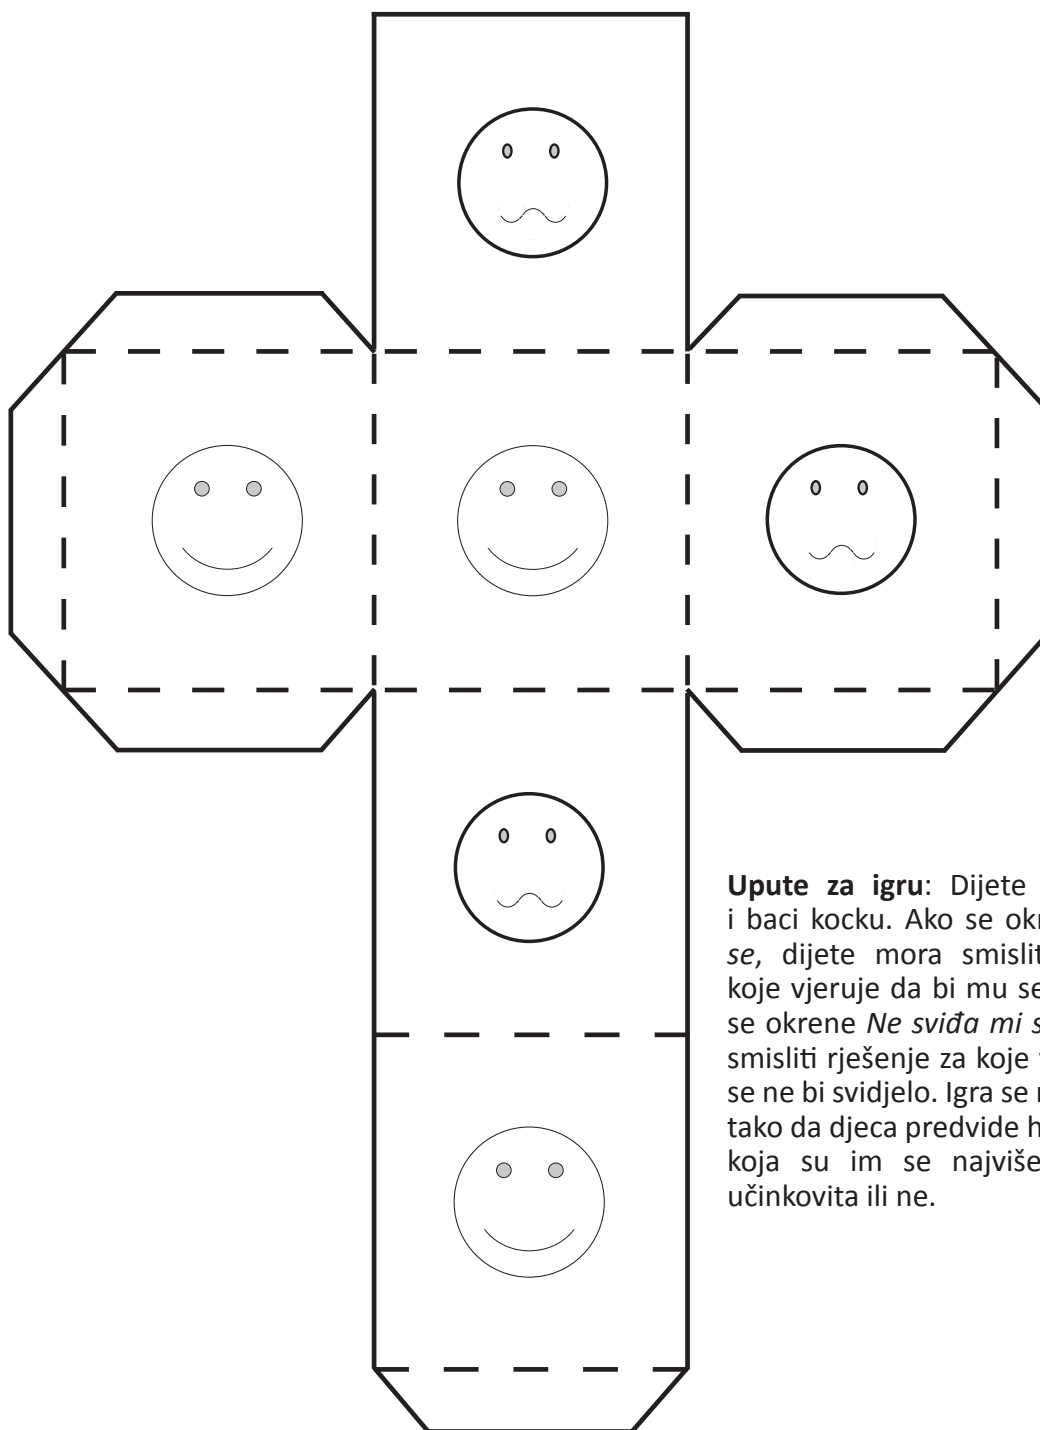 Upute za igru: Dijete
i baci kocku. Ako se okr
se, dijete mora smislit
koje vjeruje da bi mu se
se okrene Ne sviđa mi s
smisliti rješenje za koje
se ne bi svidjelo. Igra se
tako da djeca predvide h
koja su im se najviše
učinkovita ili ne.